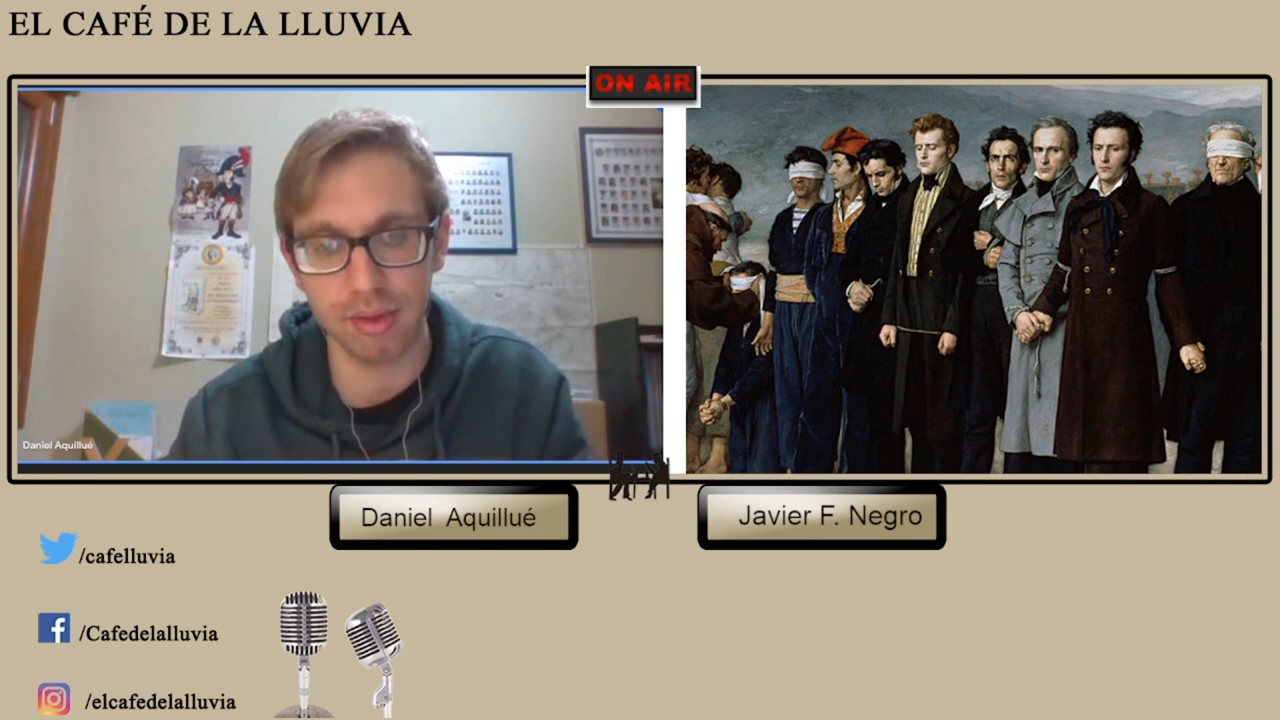 EL CAFÉ DE LA LLUVIA
ON AIR
Daniel Aquillué
Daniel Aquillué
Javier F. Negro
/cafelluvia
/Cafedelalluvia
/elcafedelalluvia